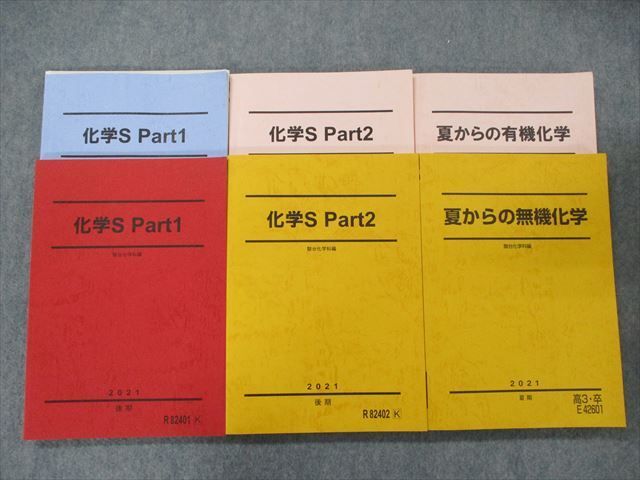 化学S Part1
化学S Part2
夏からの有機化学
化学S Part1
駿台化学科編
2021
後期
R 82401 K
化学S Part2
駿台化学科編
2021
後期
R 82402 K
夏からの無機化学
駿台化学科編
2021
夏期
高3・卒
E 42601